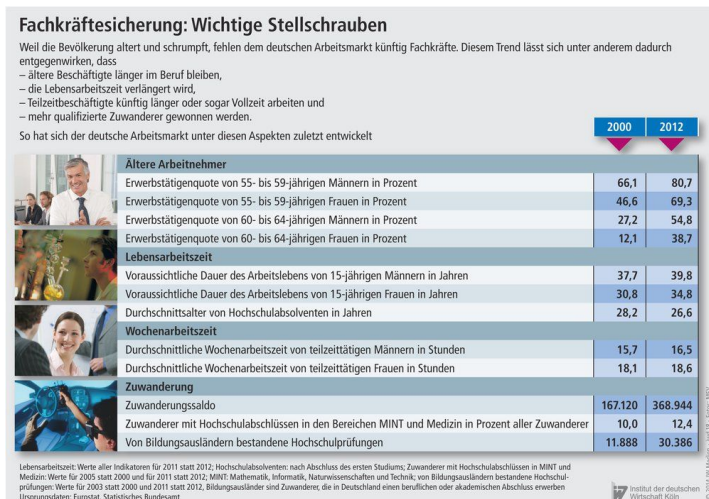 Fachkräftesicherung: Wichtige Stellschrauben
Weil die Bevölkerung altert und schrumpft, fehlen dem deutschen Arbeitsmarkt künftig Fachkräfte. Diesem Trend lässt sich unter anderem dadurch
entgegenwirken, dass
– ältere Beschäftigte länger im Beruf bleiben,
– die Lebensarbeitszeit verlängert wird,
– Teilzeitbeschäftigte künftig länger oder sogar Vollzeit arbeiten und
– mehr qualifizierte Zuwanderer gewonnen werden.
So hat sich der deutsche Arbeitsmarkt unter diesen Aspekten zuletzt entwickelt
2000 2012
Ältere Arbeitnehmer
Erwerbstätigenquote von 55- bis 59-jährigen Männern in Prozent 66,1 80,7
Erwerbstätigenquote von 55- bis 59-jährigen Frauen in Prozent 46,6 69,3
Erwerbstätigenquote von 60- bis 64-jährigen Männern in Prozent 27,2 54,8
Erwerbstätigenquote von 60- bis 64-jährigen Frauen in Prozent 12,1 38,7
Lebensarbeitszeit
Voraussichtliche Dauer des Arbeitslebens von 15-jährigen Männern in Jahren 37,7 39,8
Voraussichtliche Dauer des Arbeitslebens von 15-jährigen Frauen in Jahren 30,8 34,8
Durchschnittsalter von Hochschulabsolventen in Jahren 28,2 26,6
Wochenarbeitszeit
Durchschnittliche Wochenarbeitszeit von teilzeittätigen Männern in Stunden 15,7 16,5
Durchschnittliche Wochenarbeitszeit von teilzeittätigen Frauen in Stunden 18,1 18,6
Zuwanderung
Zuwanderungssaldo 167.120 368.944
Zuwanderer mit Hochschulabschlüssen in den Bereichen MINT und Medizin in Prozent aller Zuwanderer 10,0 12,4
Von Bildungsausländern bestandene Hochschulprüfungen 11.888 30.386
Lebensarbeitszeit: Werte aller Indikatoren für 2011 statt 2012; Hochschulabsolventen: nach Abschluss des ersten Studiums; Zuwanderer mit Hochschulabschlüssen in MINT und
Medizin: Werte für 2005 statt 2000 und für 2011 statt 2012; MINT: Mathematik, Informatik, Naturwissenschaften und Technik; von Bildungsausländern bestandene Hochschul-
prüfungen: Werte für 2003 statt 2000 und 2011 statt 2012, Bildungsausländer sind Zuwanderer, die in Deutschland einen beruflichen oder akademischen Abschluss erwerben
Ursprungsdaten: Eurostat, Statistisches Bundesamt
Institut der deutschen
Wirtschaft Köln